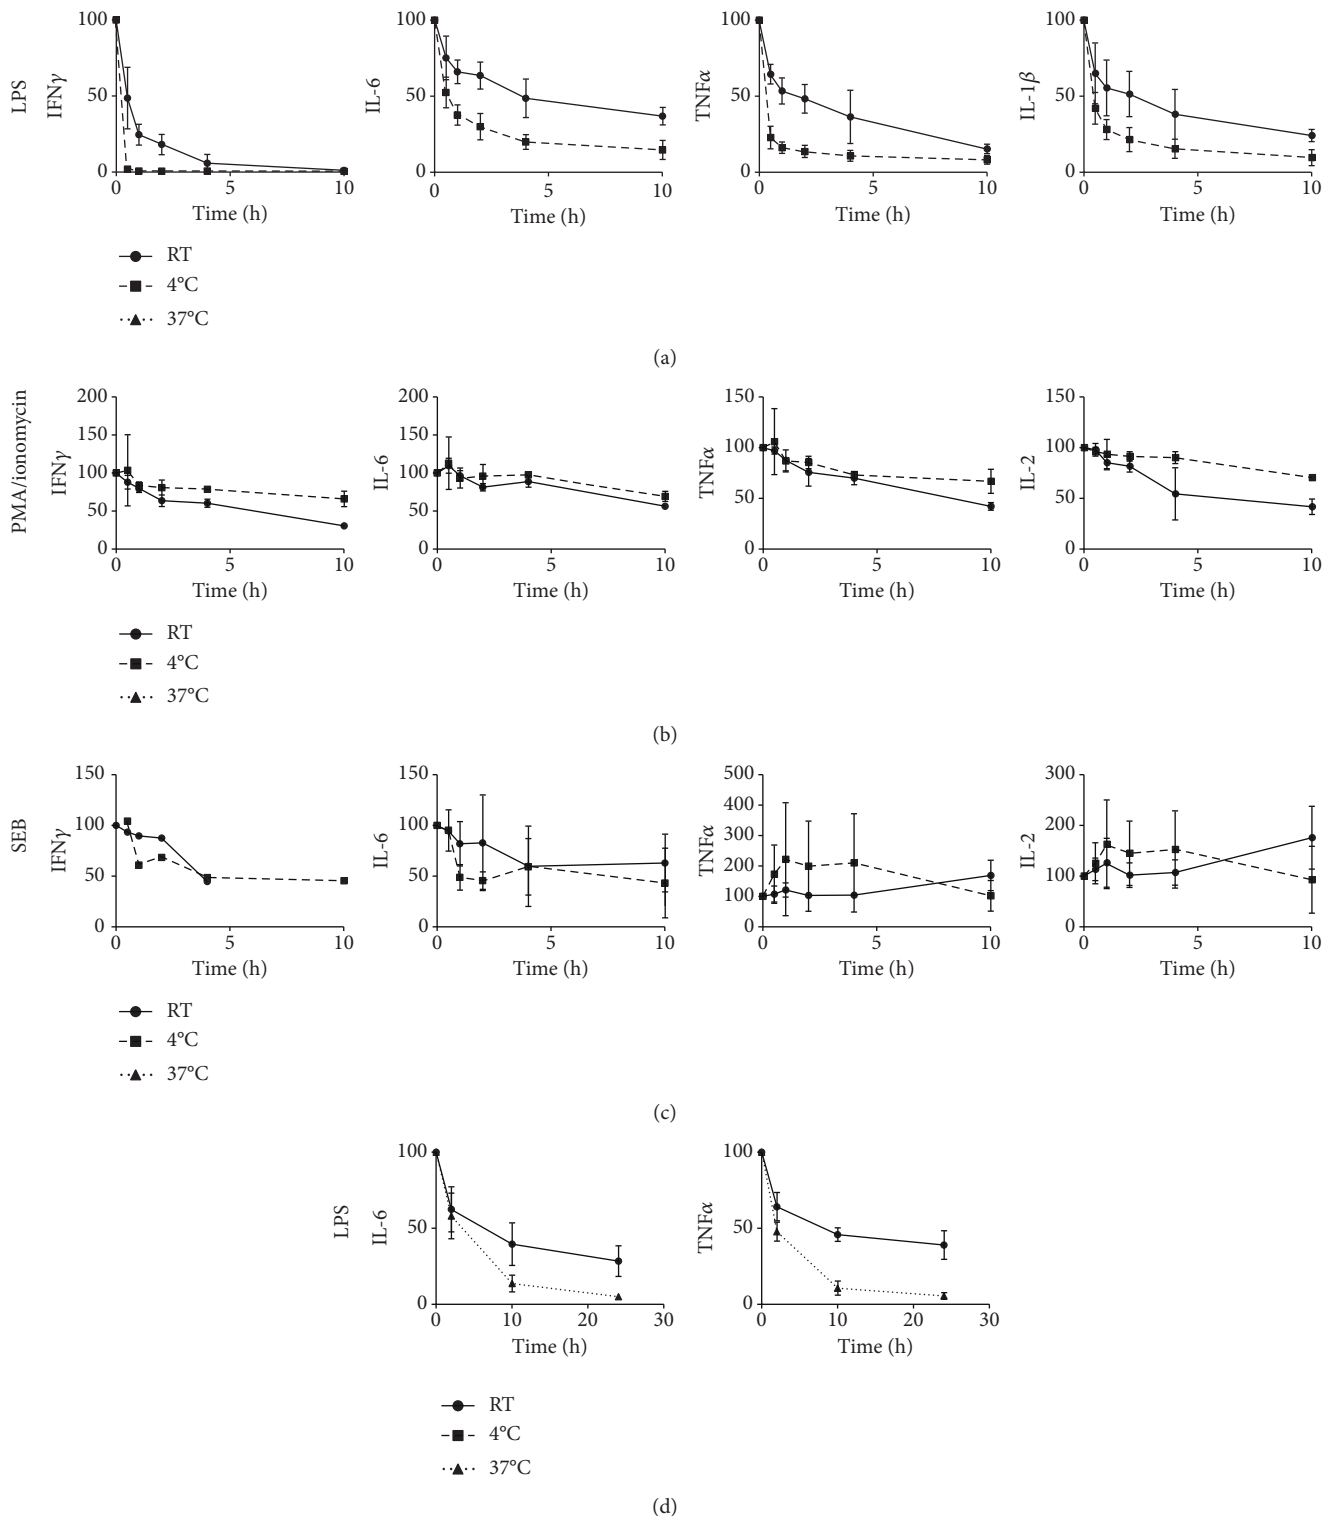 LPS
IFNγ
100
50
0
0 5 10
Time (h)
IL-6
100
50
0
0 5 10
Time (h)
TNFα
100
50
0
0 5 10
Time (h)
IL-1β
100
50
0
0 5 10
Time (h)
RT
4°C
37°C
(a)
PMA/ionomycin
IFNγ
200
150
100
50
0
0 5 10
Time (h)
IL-6
200
150
100
50
0
0 5 10
Time (h)
TNFα
150
100
50
0
0 5 10
Time (h)
IL-2
150
100
50
0
0 5 10
Time (h)
RT
4°C
37°C
(b)
SEB
IFNγ
150
100
50
0
0 5 10
Time (h)
IL-6
150
100
50
0
0 5 10
Time (h)
TNFα
500
400
300
200
100
0
0 5 10
Time (h)
IL-2
300
200
100
0
0 5 10
Time (h)
RT
4°C
37°C
(c)
LPS
IL-6
100
50
0
0 10 20 30
Time (h)
TNFα
100
50
0
0 10 20 30
Time (h)
RT
4°C
37°C
(d)